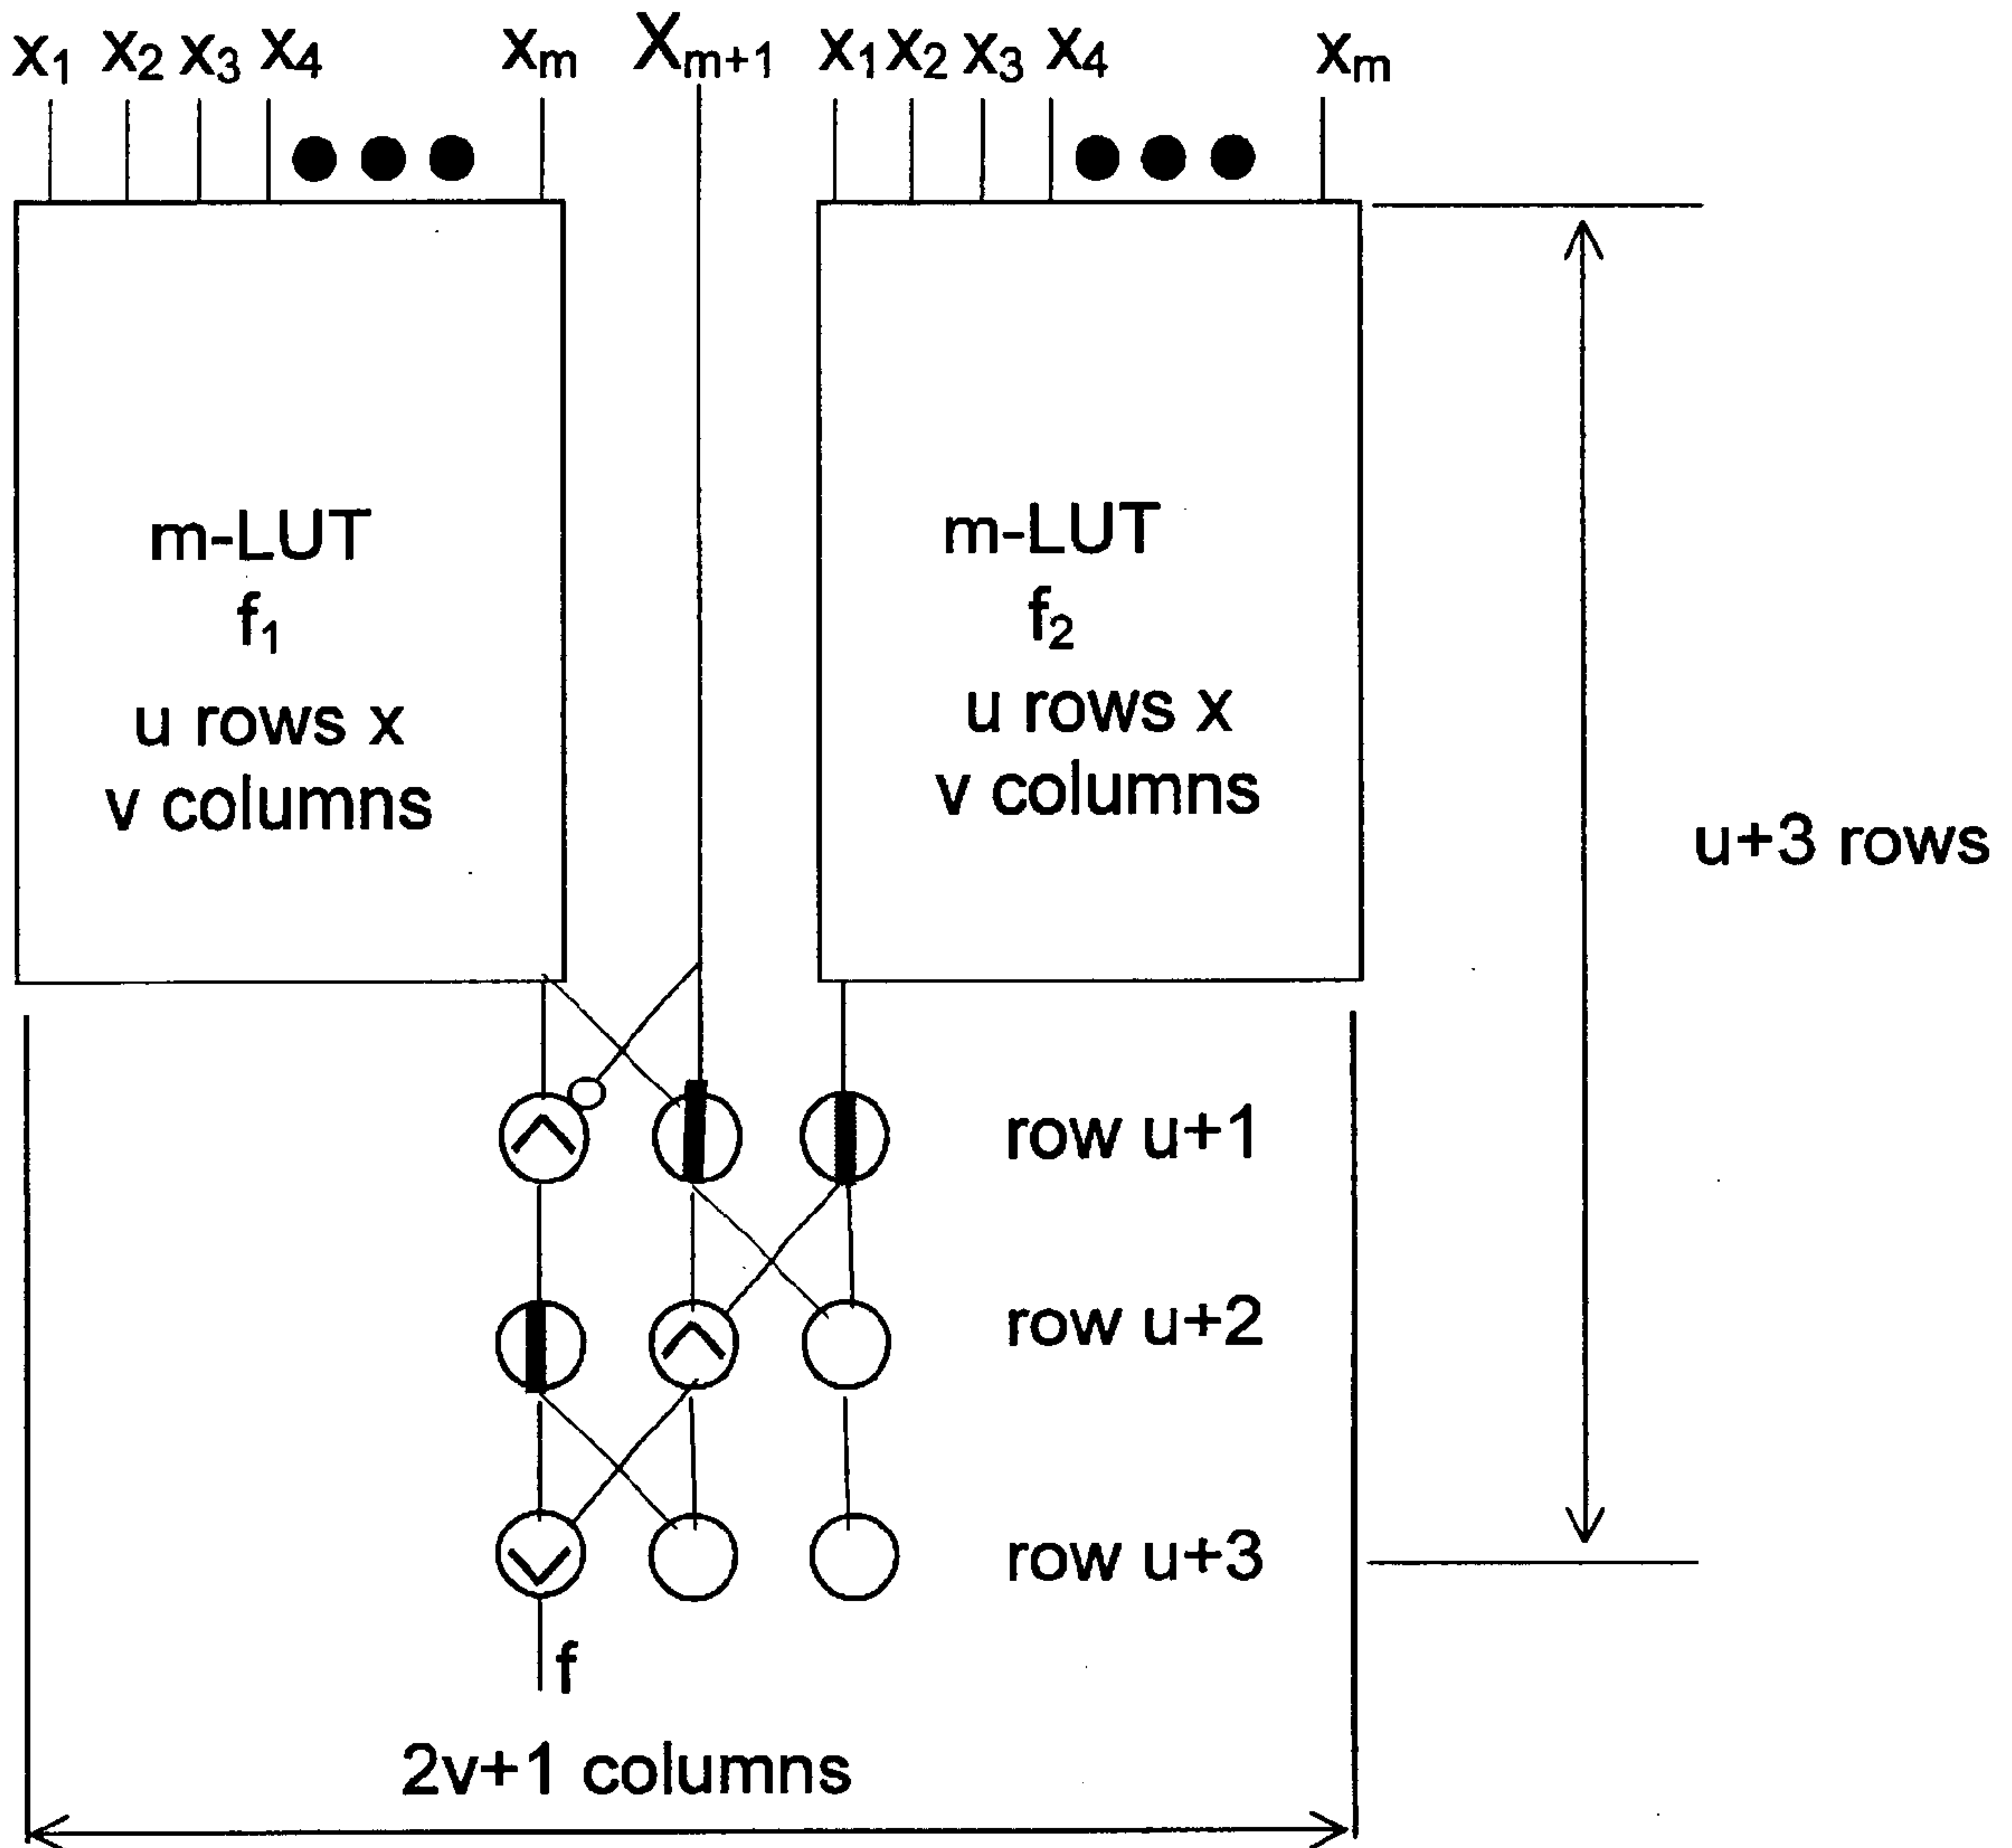 x₁ x₂ x₃ x₄ xₘ Xₘ₊₁ x₁ x₂ x₃ x₄ xₘ
m-LUT
f₁
u rows x
v columns
m-LUT
f₂
u rows x
v columns
u+3 rows
row u+1
row u+2
row u+3
f
2v+1 columns